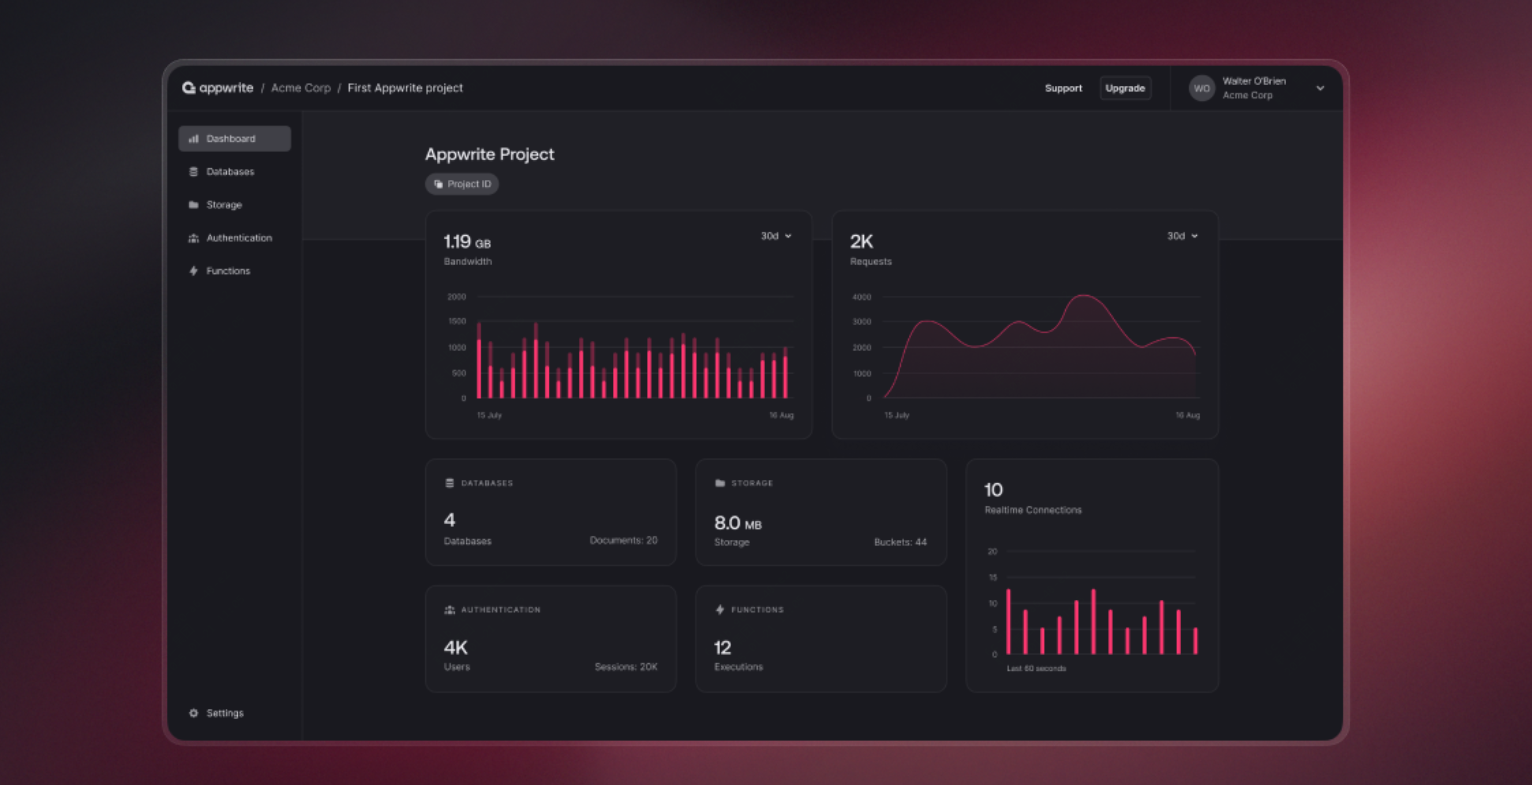 appwrite / Acme Corp / First Appwrite project
Support
Upgrade
WO
Walter O'Brien
Acme Corp
Dashboard
Databases
Storage
Authentication
Functions
Settings
Appwrite Project
Project ID
1.19 GB
30d
Bandwidth
2000
1500
1000
500
0
15 July
16 Aug
2K
30d
Requests
4000
3000
2000
1000
0
15 July
16 Aug
DATABASES
4
Databases
Documents: 20
STORAGE
8.0 MB
Storage
Buckets: 44
10
Realtime Connections
20
15
10
5
0
Last 60 seconds
AUTHENTICATION
4K
Users
Sessions: 20K
FUNCTIONS
12
Executions